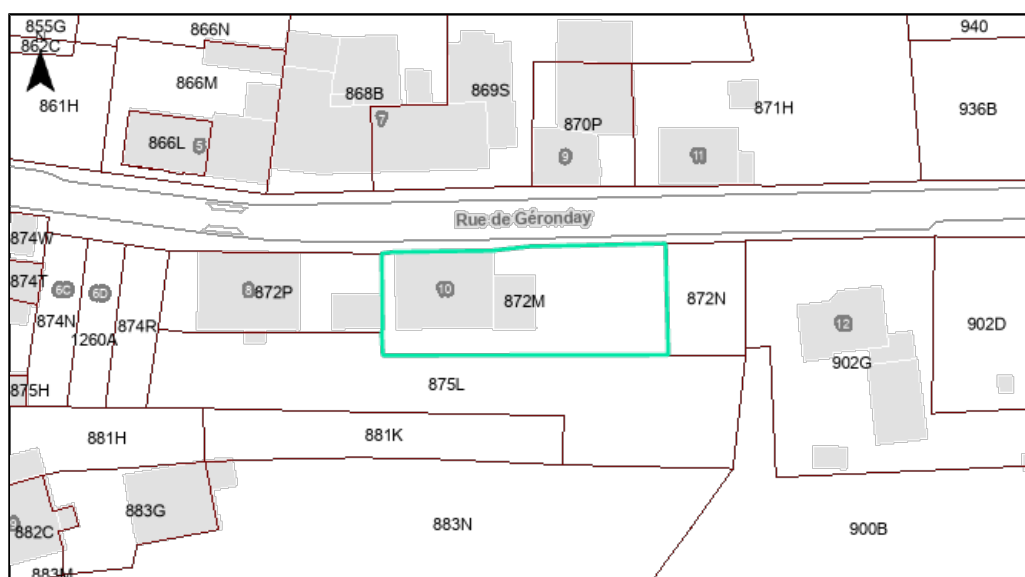 855G
866N
940
N
862C
866M
868B
869S
861H
871H
936B
7
870P
866L
5
9
11
Rue de Géronday
874W
874T
6C
6D
8
872P
10
872M
872N
874N
874R
12
902D
1260A
902G
875H
875L
881H
881K
883G
9
882C
883N
900B
883M